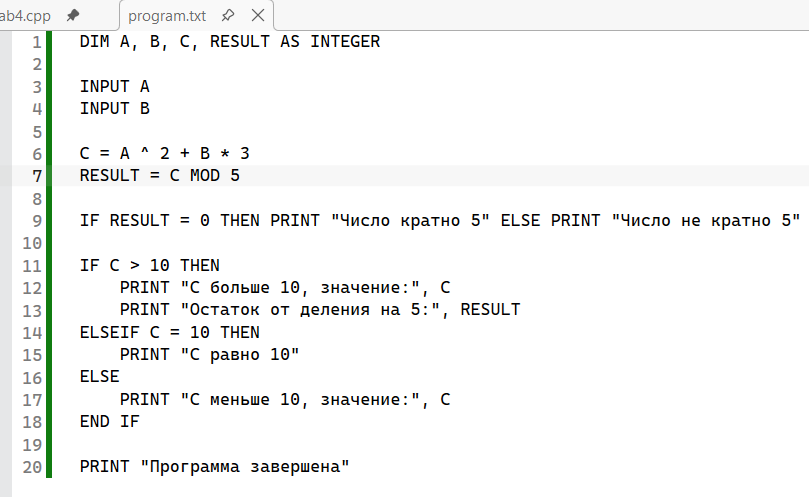 ab4.cpp program.txt
1 DIM A, B, C, RESULT AS INTEGER
2
3 INPUT A
4 INPUT B
5
6 C = A ^ 2 + B * 3
7 RESULT = C MOD 5
8
9 IF RESULT = 0 THEN PRINT "Число кратно 5" ELSE PRINT "Число не кратно 5"
10
11 IF C > 10 THEN
12     PRINT "C больше 10, значение:", C
13     PRINT "Остаток от деления на 5:", RESULT
14 ELSEIF C = 10 THEN
15     PRINT "C равно 10"
16 ELSE
17     PRINT "C меньше 10, значение:", C
18 END IF
19
20 PRINT "Программа завершена"